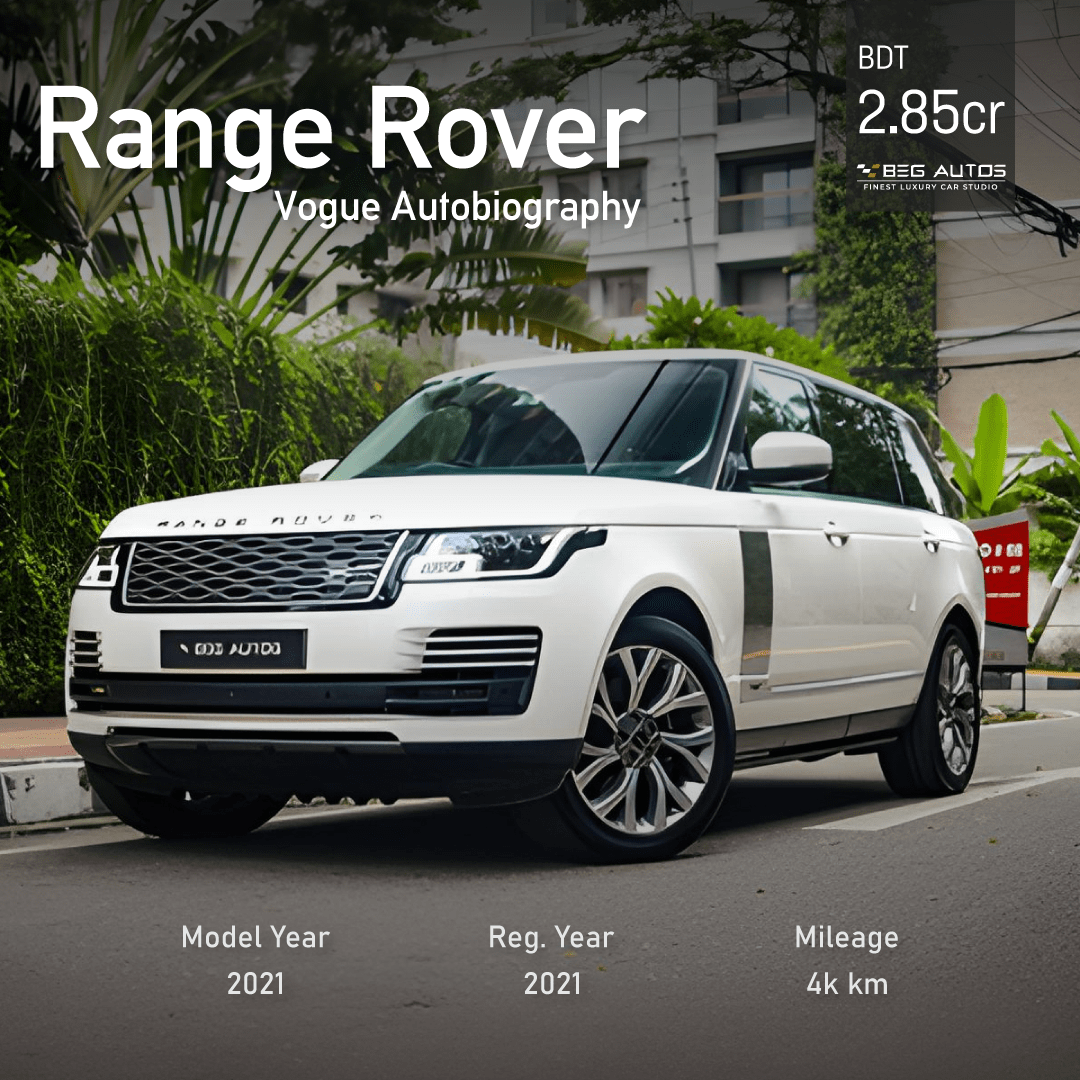 Range Rover
Vogue Autobiography
BDT
2.85cr
BEG AUTOS
FINEST LUXURY CAR STUDIO
RANGE ROVER
AUTOS
Model Year
2021
Reg. Year
2021
Mileage
4k km